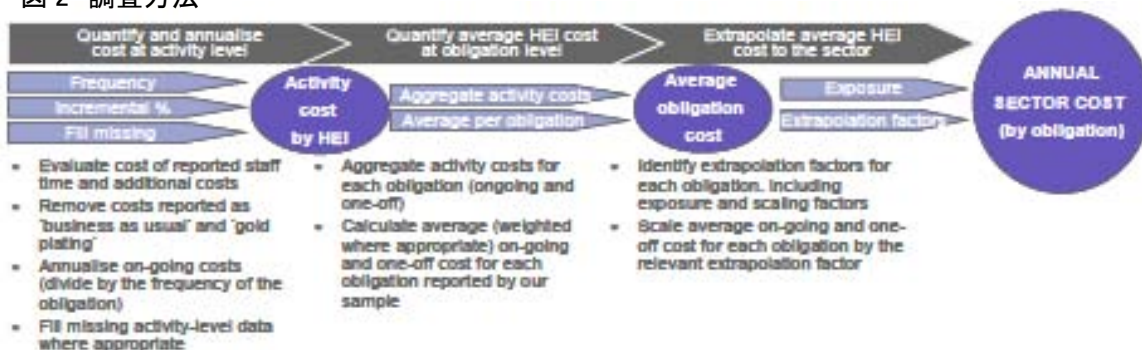 図 2 調査方法
Quantify and annualise
cost at activity level
Quantify average HEI cost
at obligation level
Extrapolate average HEI
cost to the sector
Frequency
Incremental %
Fill missing
Activity
cost
by HEI
Aggregate activity costs
Average per obligation
Average
obligation
cost
Exposure
Extrapolation factors
ANNUAL
SECTOR COST
(by obligation)
• Evaluate cost of reported staff
time and additional costs
• Remove costs reported as
'business as usual' and 'gold
plating'
• Annualise on-going costs
(divide by the frequency of the
obligation)
• Fill missing activity-level data
where appropriate
• Aggregate activity costs for
each obligation (ongoing and
one-off)
• Calculate average (weighted
where appropriate) on-going
and one-off cost for each
obligation reported by our
sample
• Identify extrapolation factors for
each obligation. Including
exposure and scaling factors
• Scale average on-going and one-
off cost for each obligation by the
relevant extrapolation factor